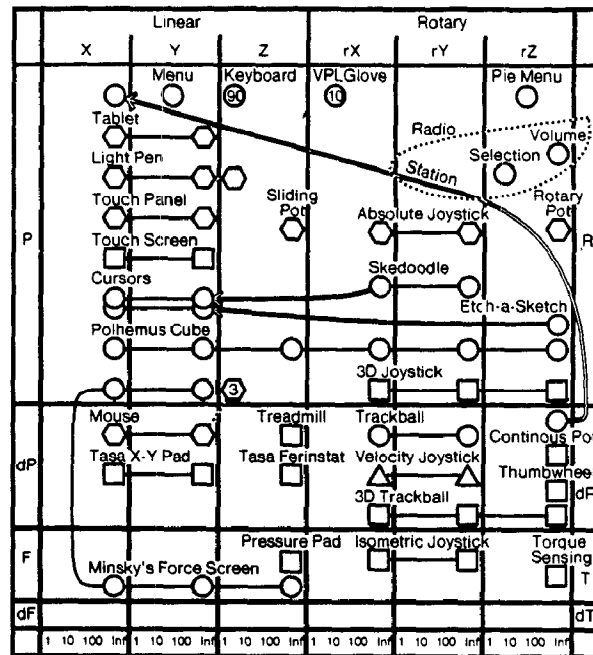 Linear Rotary
X Y Z rX rY rZ
Menu Keyboard VPLGlove Pie Menu
90 10
Radio Volume
Tablet
Station Selection
Light Pen
Touch Panel Sliding Pot Absolute Joystick Rotary Pot
P R
Touch Screen Skedoodle
Cursors Etch-a-Sketch
Polhemus Cube
3D Joystick
3
Mouse Treadmill Trackball Continous Pot
Tasa X-Y Pad Tasa Ferinstat Velocity Joystick Thumbwhee
dP dR
3D Trackball
Pressure Pad Isometric Joystick Torque Sensing
F T
Minsky's Force Screen
dF dT
1 10 100 Inf 1 10 100 Inf 1 10 100 Inf 1 10 100 Inf 1 10 100 Inf 1 10 100 Inf